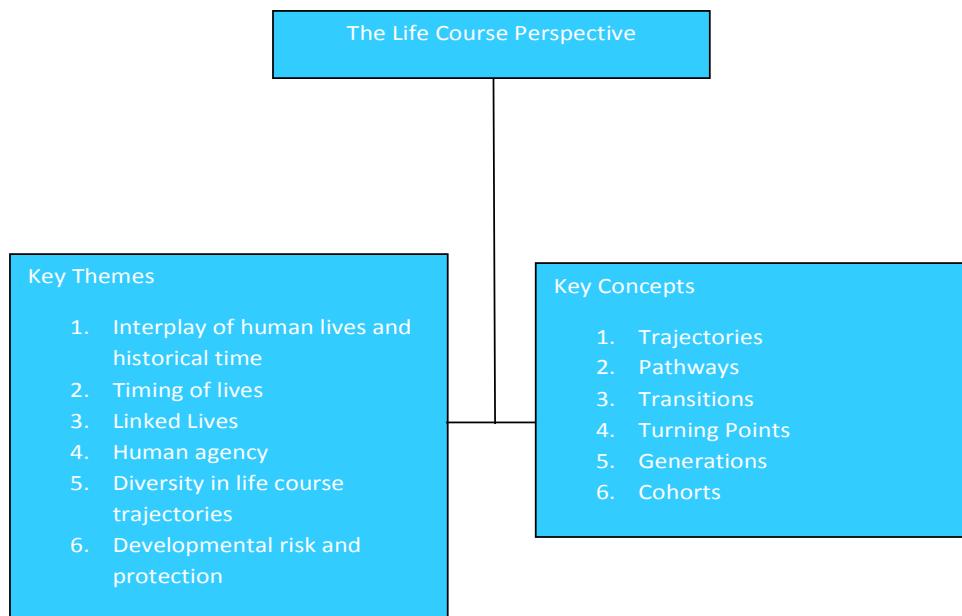 The Life Course Perspective
Key Themes
1. Interplay of human lives and
historical time
2. Timing of lives
3. Linked Lives
4. Human agency
5. Diversity in life course
trajectories
6. Developmental risk and
protection
Key Concepts
1. Trajectories
2. Pathways
3. Transitions
4. Turning Points
5. Generations
6. Cohorts